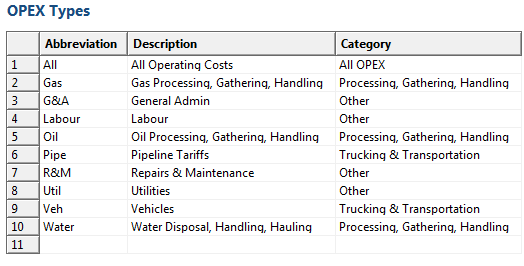 OPEX Types
Abbreviation Description Category
1 All All Operating Costs All OPEX
2 Gas Gas Processing, Gathering, Handling Processing, Gathering, Handling
3 G&A General Admin Other
4 Labour Labour Other
5 Oil Oil Processing, Gathering, Handling Processing, Gathering, Handling
6 Pipe Pipeline Tariffs Trucking & Transportation
7 R&M Repairs & Maintenance Other
8 Util Utilities Other
9 Veh Vehicles Trucking & Transportation
10 Water Water Disposal, Handling, Hauling Processing, Gathering, Handling
11